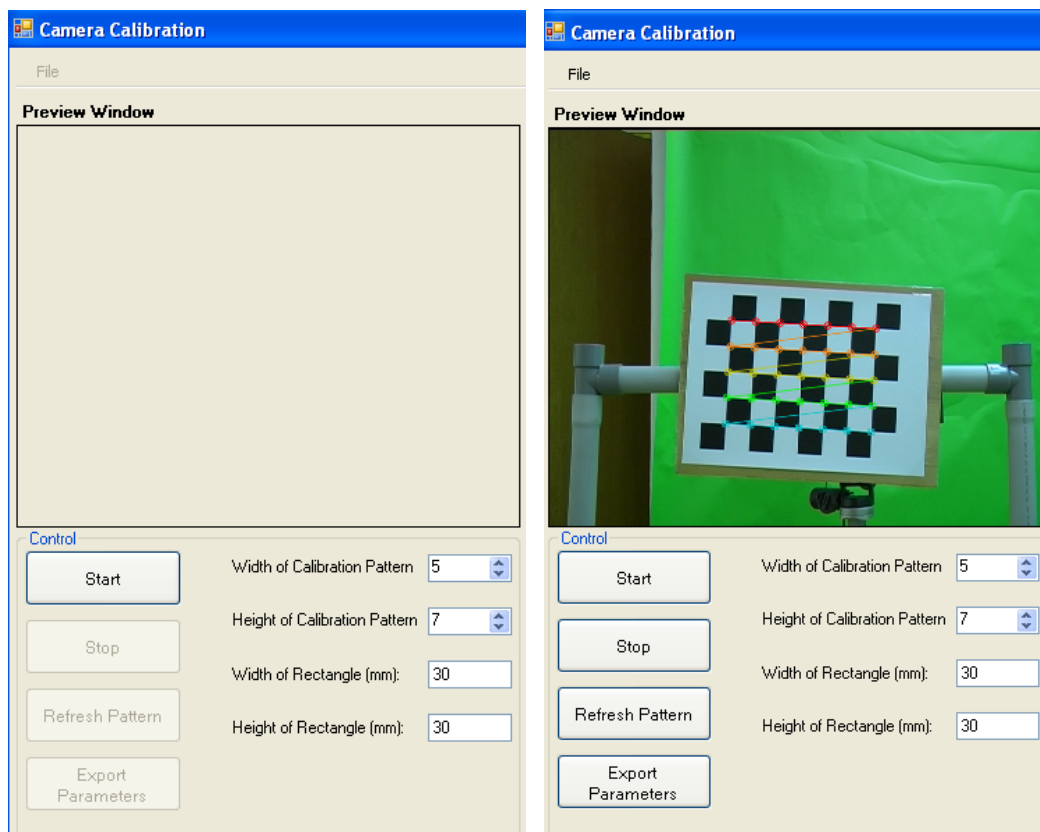 Camera Calibration
File
Preview Window
Control
Start
Width of Calibration Pattern 5
Stop
Height of Calibration Pattern 7
Refresh Pattern
Width of Rectangle (mm): 30
Height of Rectangle (mm): 30
Export
Parameters
Camera Calibration
File
Preview Window
Control
Start
Width of Calibration Pattern 5
Stop
Height of Calibration Pattern 7
Refresh Pattern
Width of Rectangle (mm): 30
Height of Rectangle (mm): 30
Export
Parameters